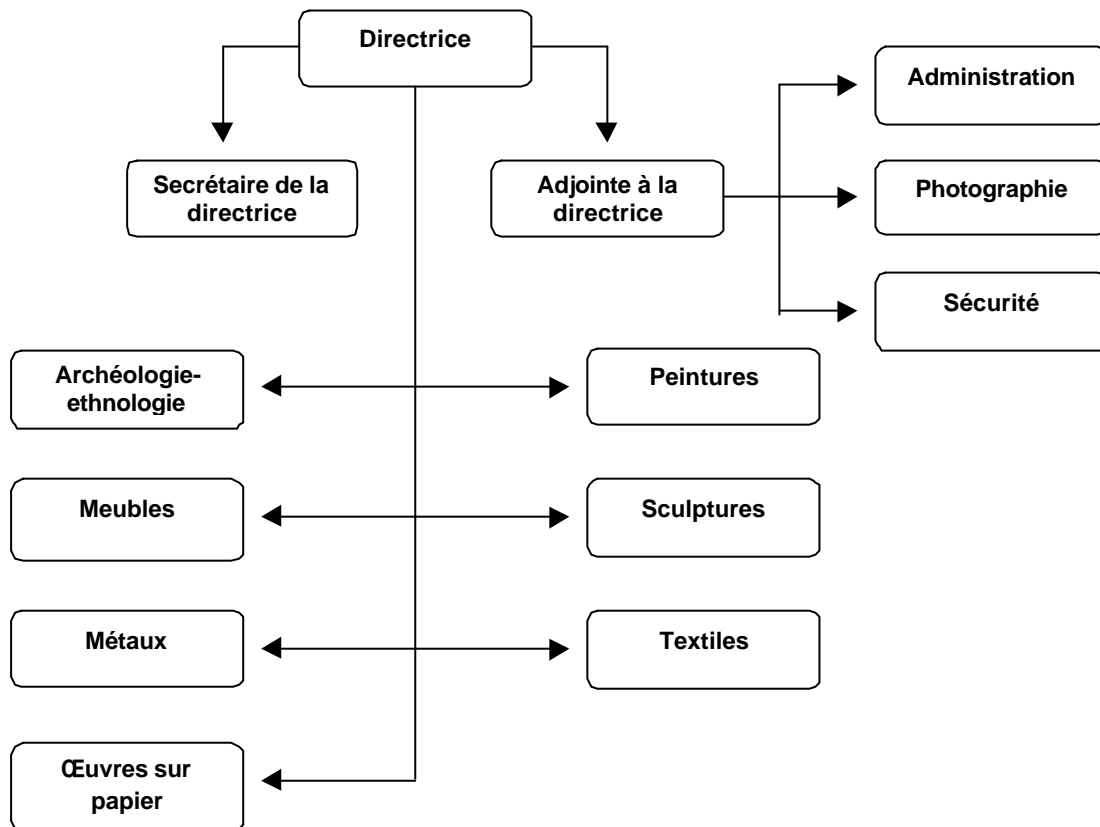 Directrice
Administration
Secrétaire de la
directrice
Adjointe à la
directrice
Photographie
Sécurité
Archéologie-
ethnologie
Peintures
Meubles
Sculptures
Métaux
Textiles
Œuvres sur
papier